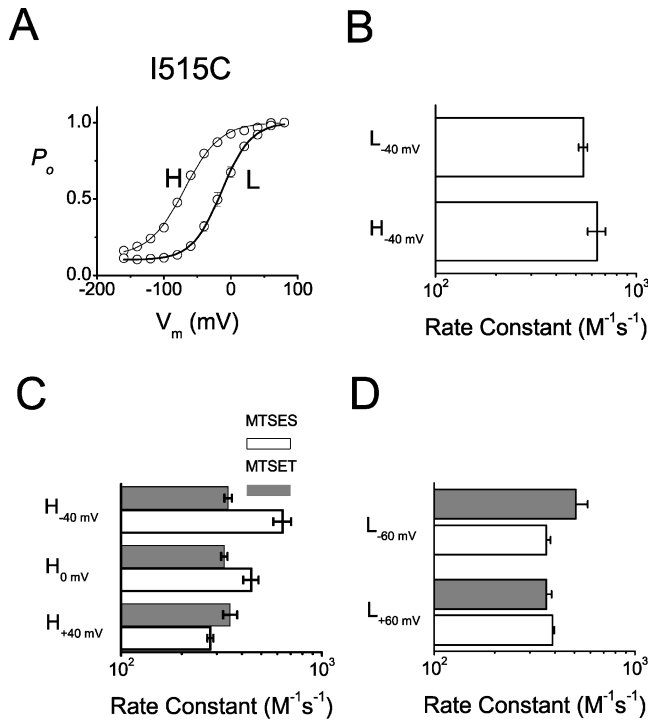 A
I515C
P_o
1.0
0.5
0.0
H
L
-200 -100 0 100
V_m (mV)
B
L_-40 mV
H_-40 mV
10^2 10^3
Rate Constant (M^-1s^-1)
C
MTSES
MTSET
H_-40 mV
H_0 mV
H_+40 mV
10^2 10^3
Rate Constant (M^-1s^-1)
D
L_-60 mV
L_+60 mV
10^2 10^3
Rate Constant (M^-1s^-1)